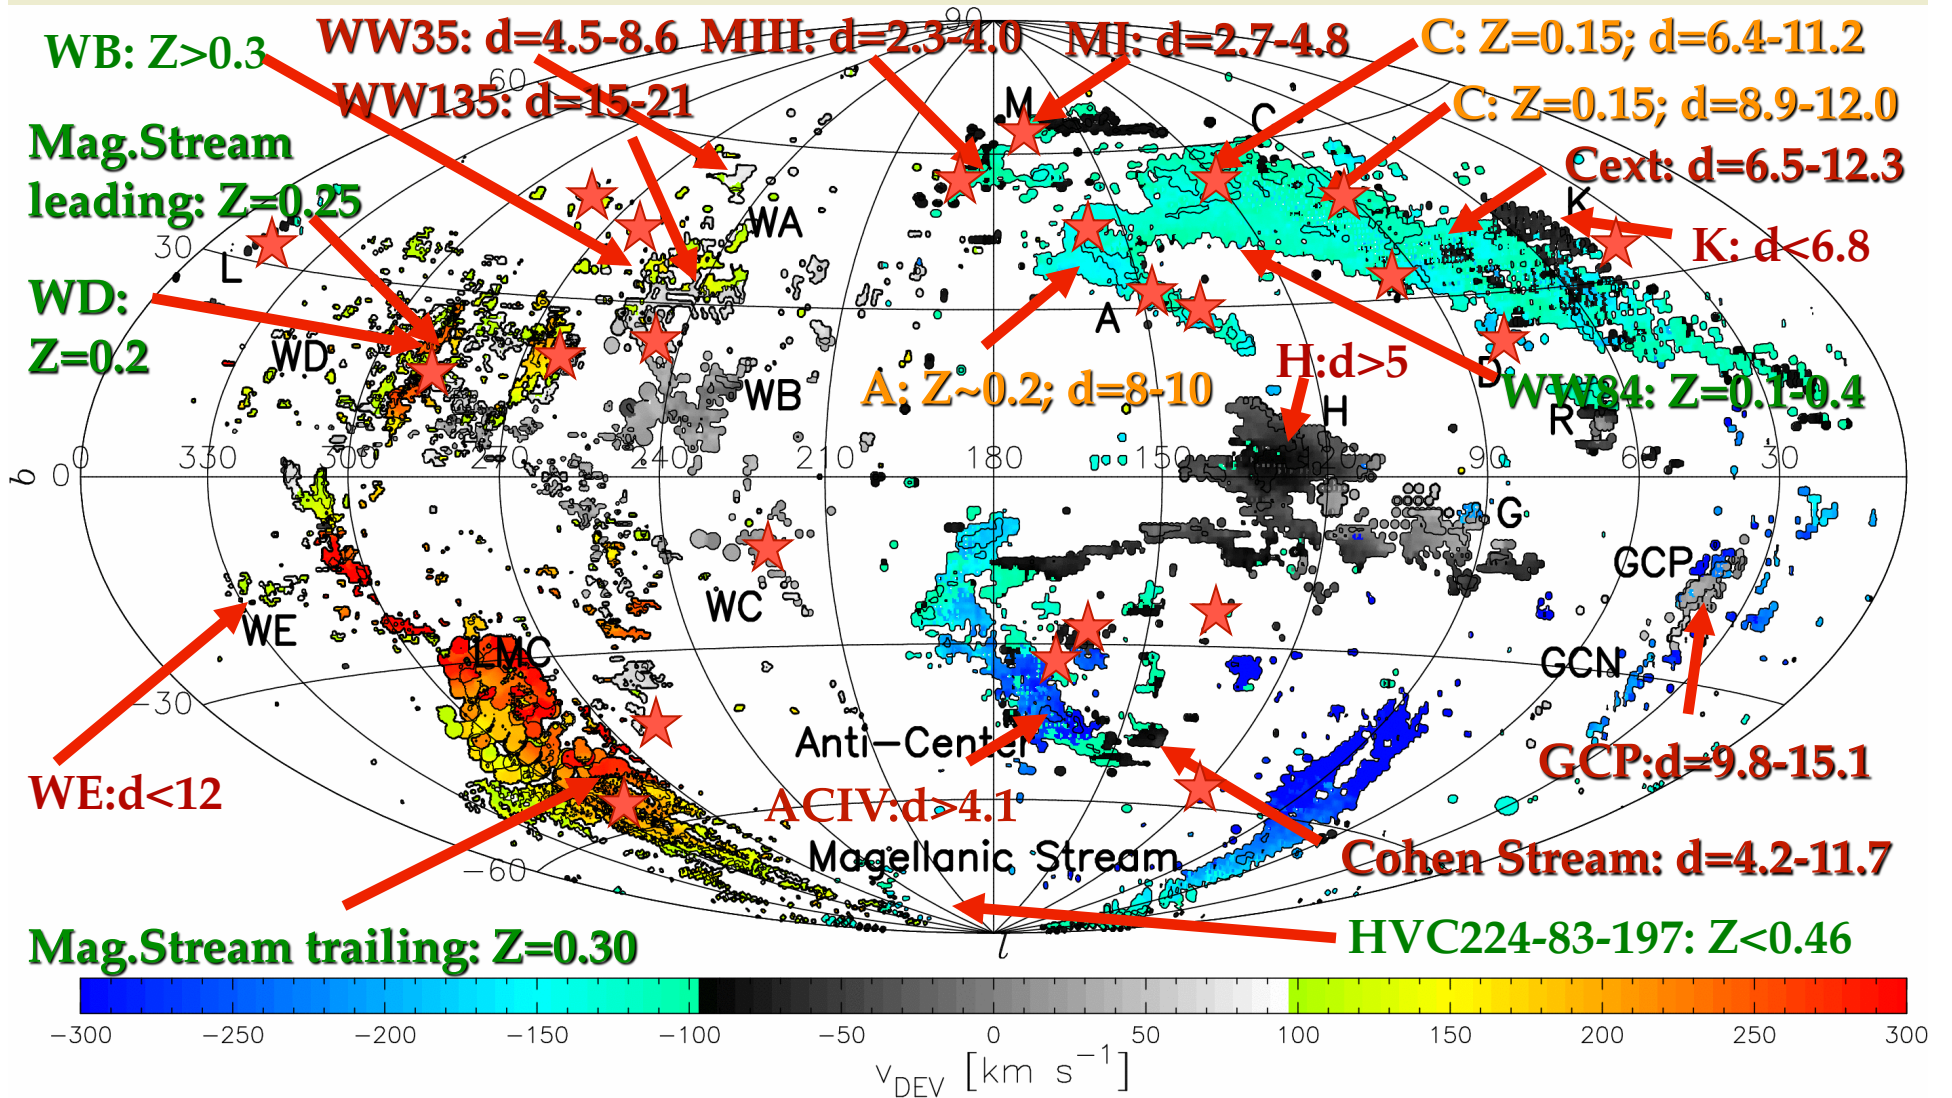 90
WB: Z>0.3
WW35: d=4.5-8.6
MIII: d=2.3-4.0
MI: d=2.7-4.8
C: Z=0.15; d=6.4-11.2
60
WW135: d=15-21
M
C
C: Z=0.15; d=8.9-12.0
Mag.Stream
leading: Z=0.25
Cext: d=6.5-12.3
K
WA
30
L
K: d<6.8
WD:
Z=0.2
A
WD
WB
A: Z~0.2; d=8-10
H:d>5
D
WW84: Z=0.1-0.4
H
R
b
0
0
330
300
270
240
210
180
150
120
90
60
30
G
GCP
WC
WE
LMC
GCN
-30
Anti-Center
WE:d<12
ACIV:d>4.1
GCP:d=9.8-15.1
-60
Magellanic Stream
Cohen Stream: d=4.2-11.7
l
Mag.Stream trailing: Z=0.30
HVC224-83-197: Z<0.46
-300
-250
-200
-150
-100
-50
0
50
100
150
200
250
300
vDEV [km s−1]